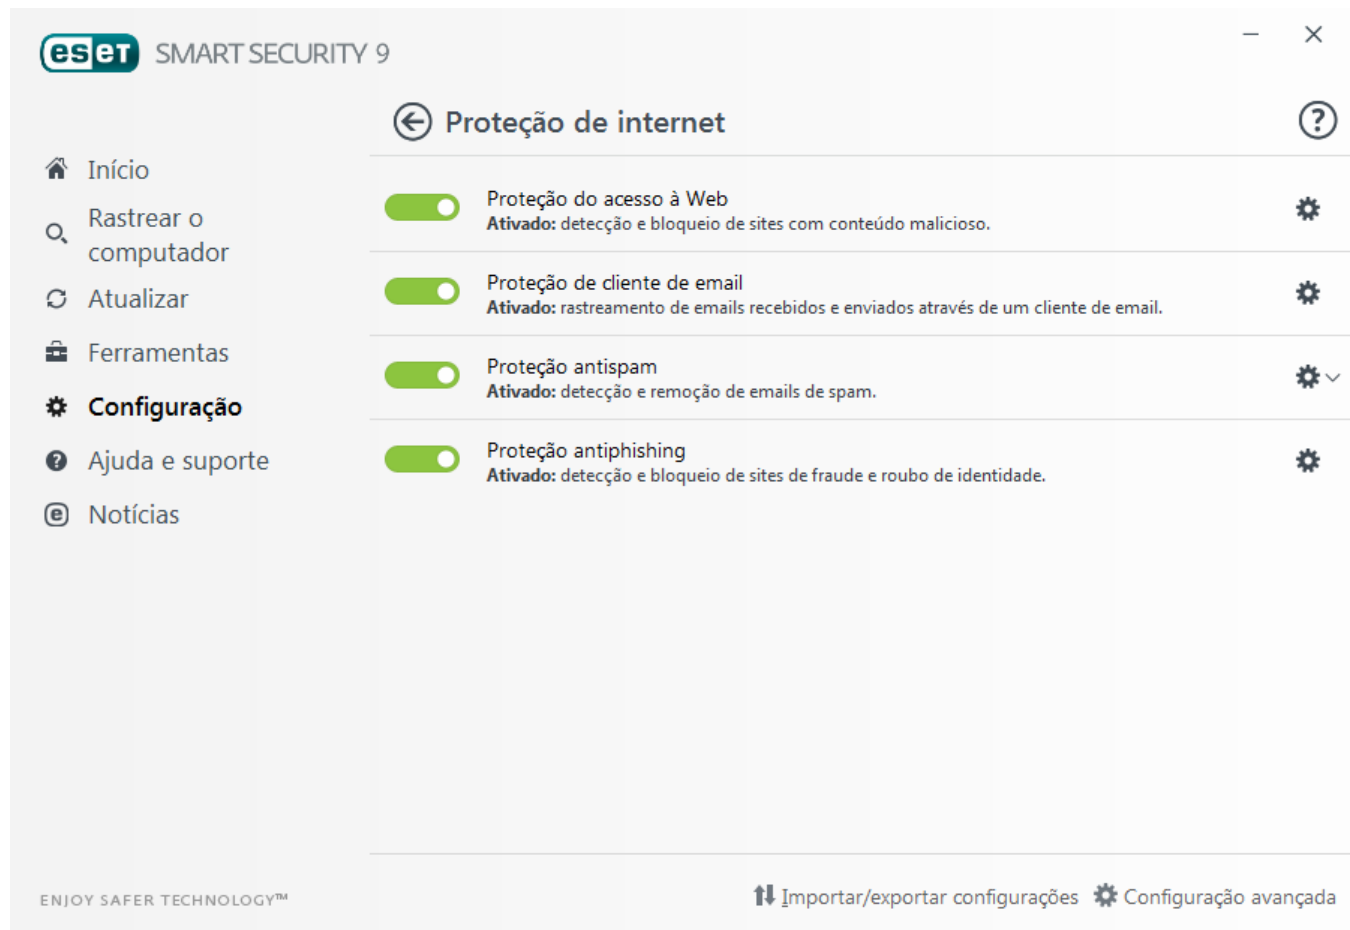 eset SMART SECURITY 9
Proteção de internet
Início
Rastrear o
computador
Atualizar
Ferramentas
Configuração
Ajuda e suporte
Notícias
Proteção do acesso à Web
Ativado: detecção e bloqueio de sites com conteúdo malicioso.
Proteção de cliente de email
Ativado: rastreamento de emails recebidos e enviados através de um cliente de email.
Proteção antispam
Ativado: detecção e remoção de emails de spam.
Proteção antiphishing
Ativado: detecção e bloqueio de sites de fraude e roubo de identidade.
ENJOY SAFER TECHNOLOGY™
Importar/exportar configurações Configuração avançada